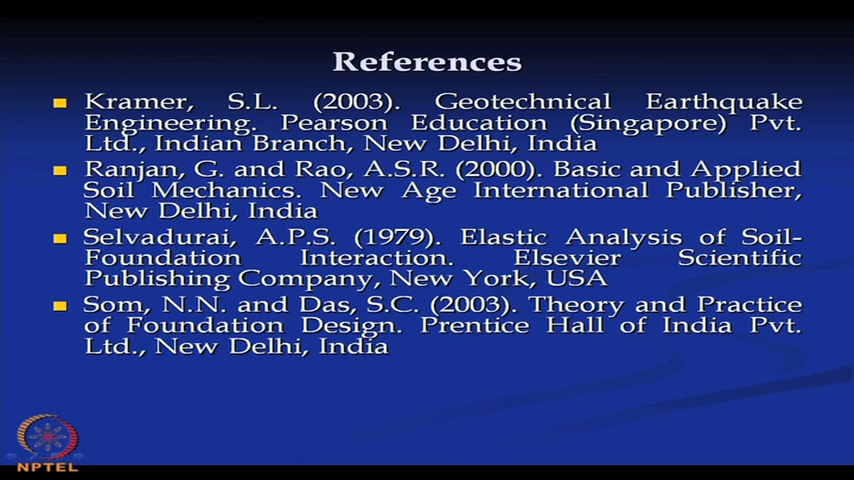 References
Kramer, S.L. (2003). Geotechnical Earthquake
Engineering. Pearson Education (Singapore) Pvt.
Ltd., Indian Branch, New Delhi, India
Ranjan, G. and Rao, A.S.R. (2000). Basic and Applied
Soil Mechanics. New Age International Publisher,
New Delhi, India
Selvadurai, A.P.S. (1979). Elastic Analysis of Soil-
Foundation Interaction. Elsevier Scientific
Publishing Company, New York, USA
Som, N.N. and Das, S.C. (2003). Theory and Practice
of Foundation Design. Prentice Hall of India Pvt.
Ltd., New Delhi, India
NPTEL